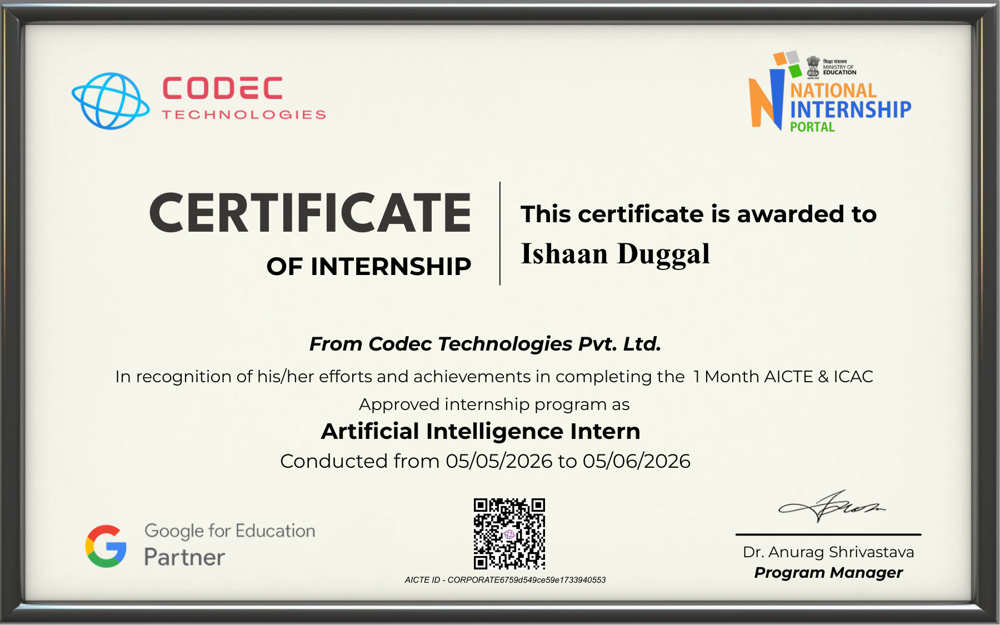 CODEC
TECHNOLOGIES
शिक्षा मंत्रालय
MINISTRY OF
EDUCATION
NATIONAL
INTERNSHIP
PORTAL
CERTIFICATE
OF INTERNSHIP
This certificate is awarded to
Ishaan Duggal
From Codec Technologies Pvt. Ltd.
In recognition of his/her efforts and achievements in completing the 1 Month AICTE & ICAC
Approved internship program as
Artificial Intelligence Intern
Conducted from 05/05/2026 to 05/06/2026
Google for Education
Partner
AICTE ID - CORPORATE6759d549ce59e1733940553
Dr. Anurag Shrivastava
Program Manager